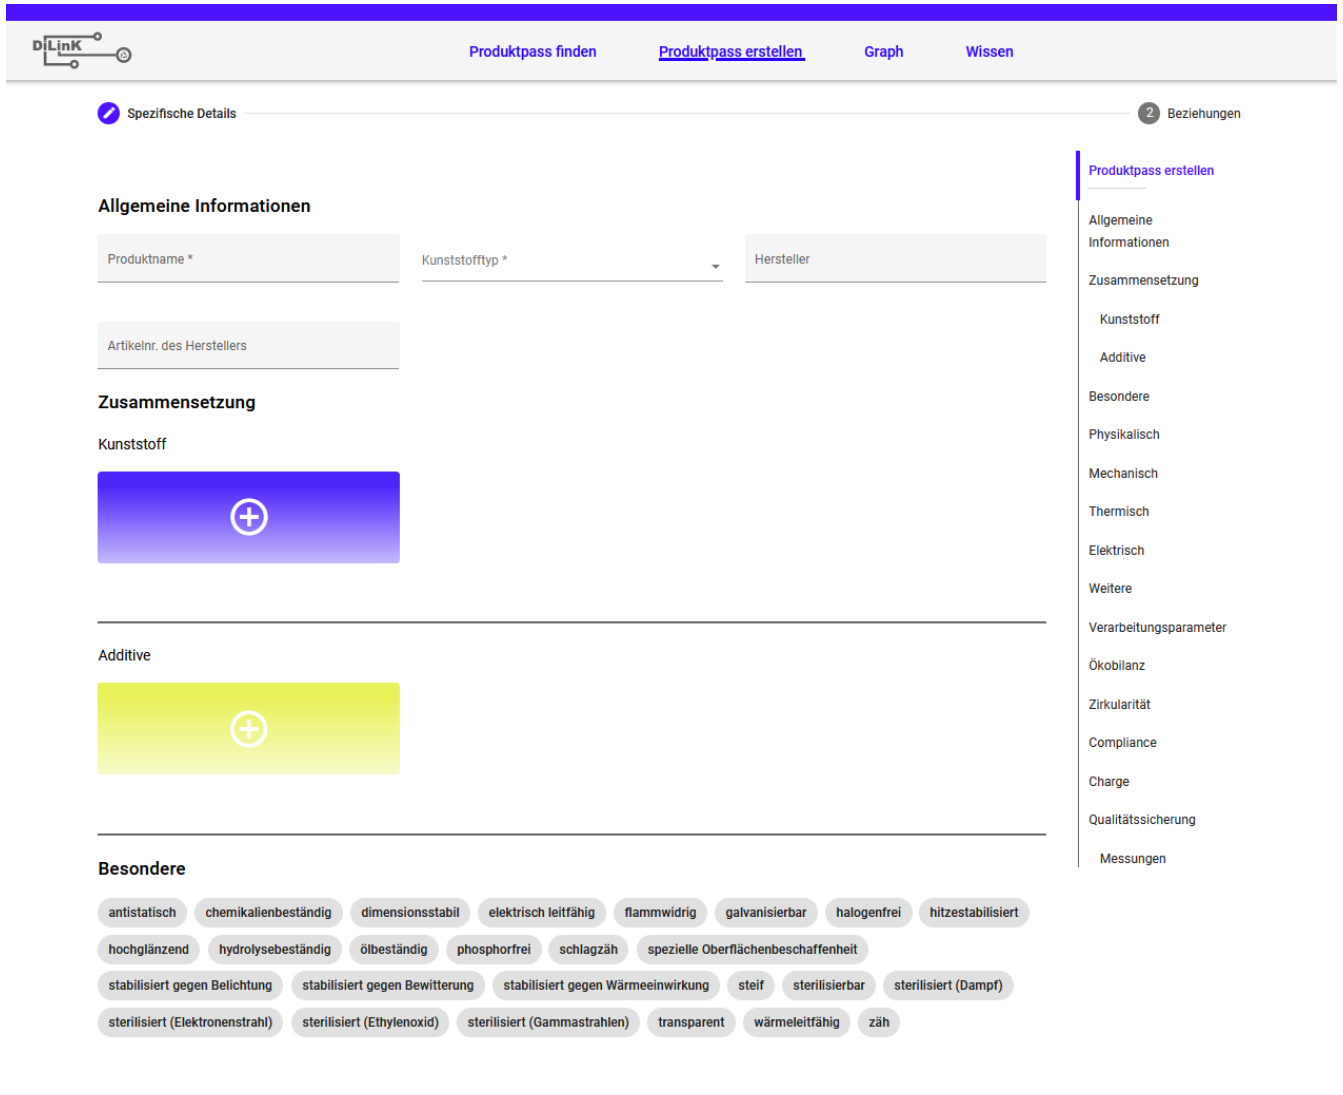 DiLinK
Produktpass finden Produktpass erstellen Graph Wissen
Spezifische Details
2 Beziehungen
Produktpass erstellen
Allgemeine Informationen
Produktname *
Kunststofftyp *
Hersteller
Artikelnr. des Herstellers
Zusammensetzung
Kunststoff
Additive
Besondere
antistatisch chemikalienbeständig dimensionsstabil elektrisch leitfähig flammwidrig galvanisierbar halogenfrei hitzestabilisiert
hochglänzend hydrolysebeständig ölbeständig phosphorfrei schlagzäh spezielle Oberflächenbeschaffenheit
stabilisiert gegen Belichtung stabilisiert gegen Bewitterung stabilisiert gegen Wärmeeinwirkung steif sterilisierbar sterilisiert (Dampf)
sterilisiert (Elektronenstrahl) sterilisiert (Ethylenoxid) sterilisiert (Gammastrahlen) transparent wärmeleitfähig zäh
Allgemeine
Informationen
Zusammensetzung
Kunststoff
Additive
Besondere
Physikalisch
Mechanisch
Thermisch
Elektrisch
Weitere
Verarbeitungsparameter
Ökobilanz
Zirkularität
Compliance
Charge
Qualitätssicherung
Messungen